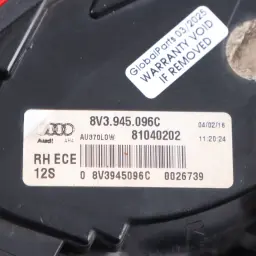 GlobalParts 03.2025
WARRANTY VOID
IF REMOVED
8V3.945.096C
04/02/16
Audi
AU370LOW
81040202
11:20:24
RH ECE
12S
0 8V3945096C 0026739